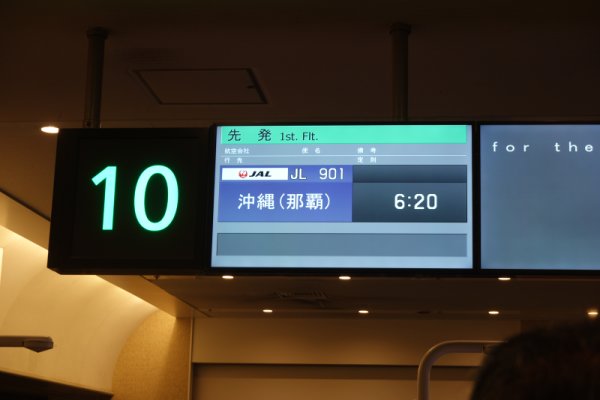 10
先 発 1st. Flt.
航空会社 便 名 備 考
行 先 定 刻
JAL JL 901
沖縄(那覇) 6:20
for the